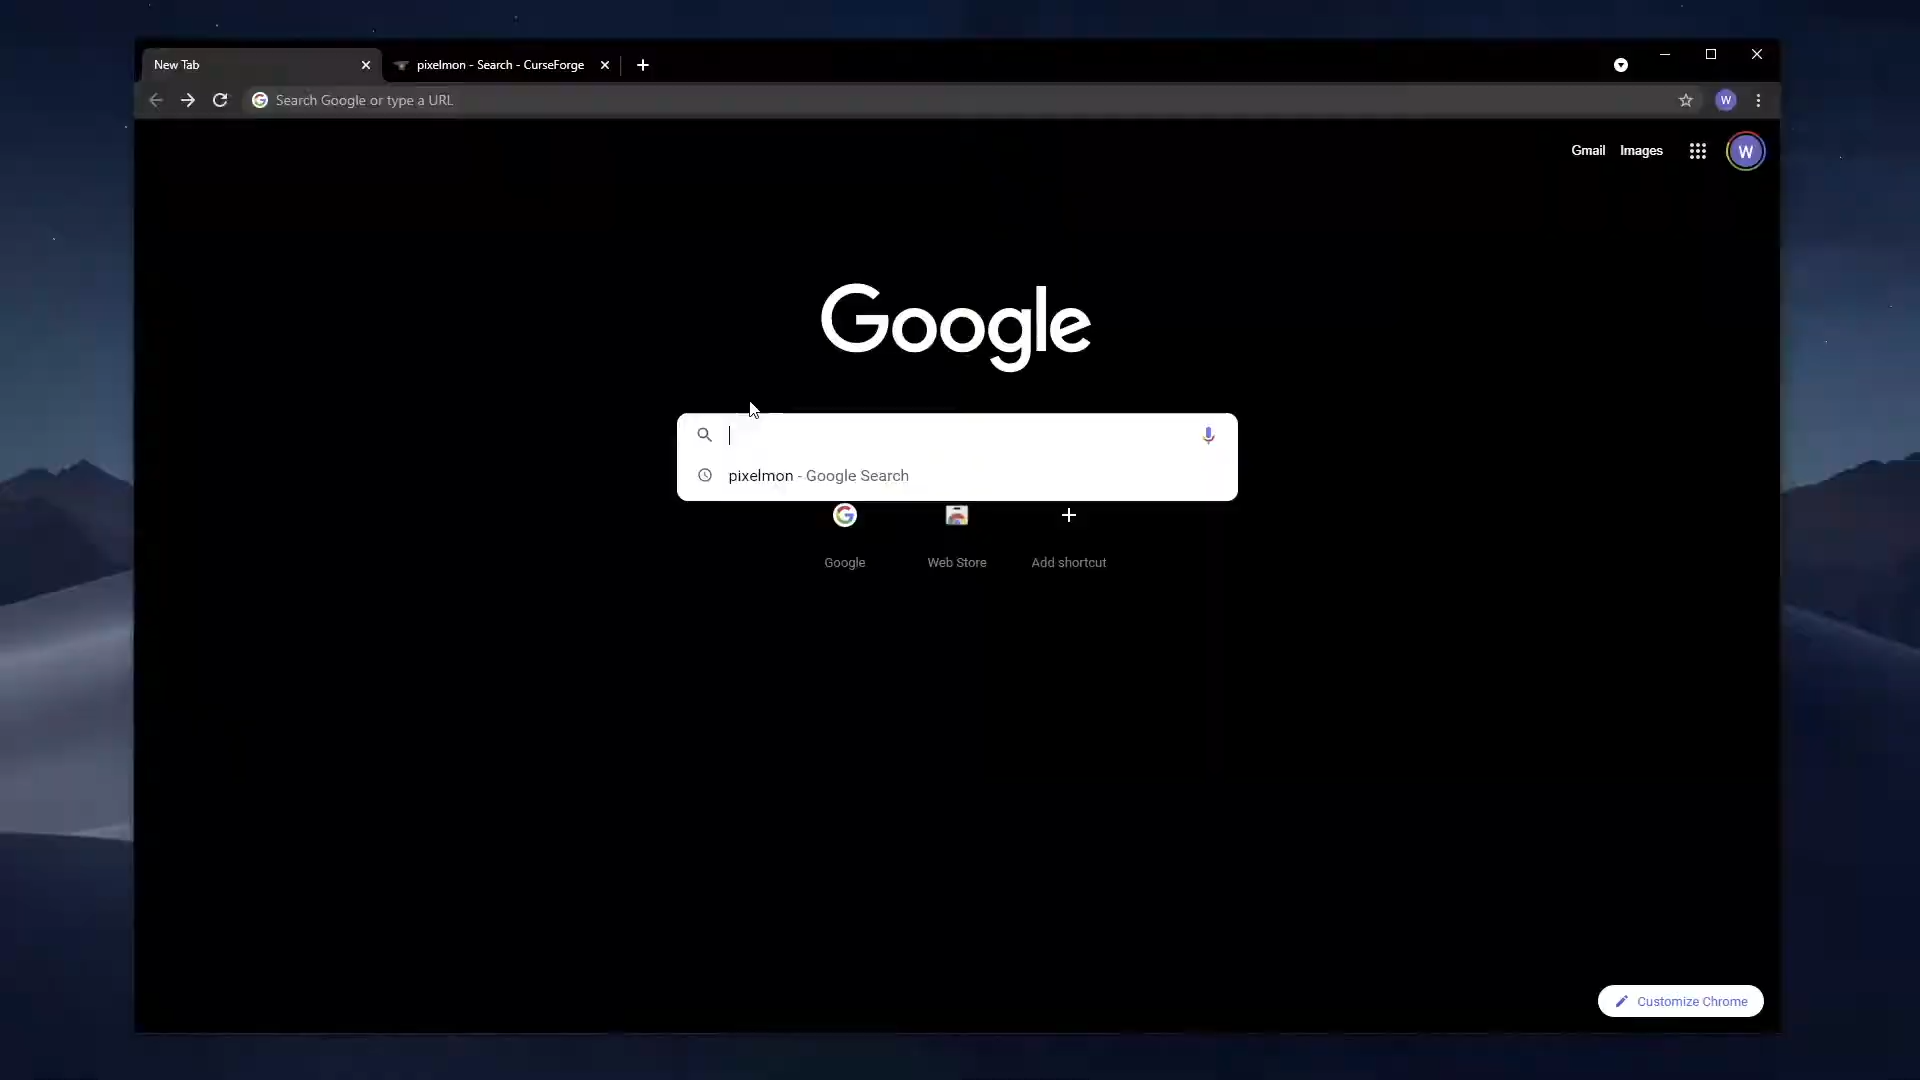 New Tab
pixelmon - Search - CurseForge
Search Google or type a URL
W
Gmail Images
W
Google
pixelmon - Google Search
Google Web Store Add shortcut
Customize Chrome